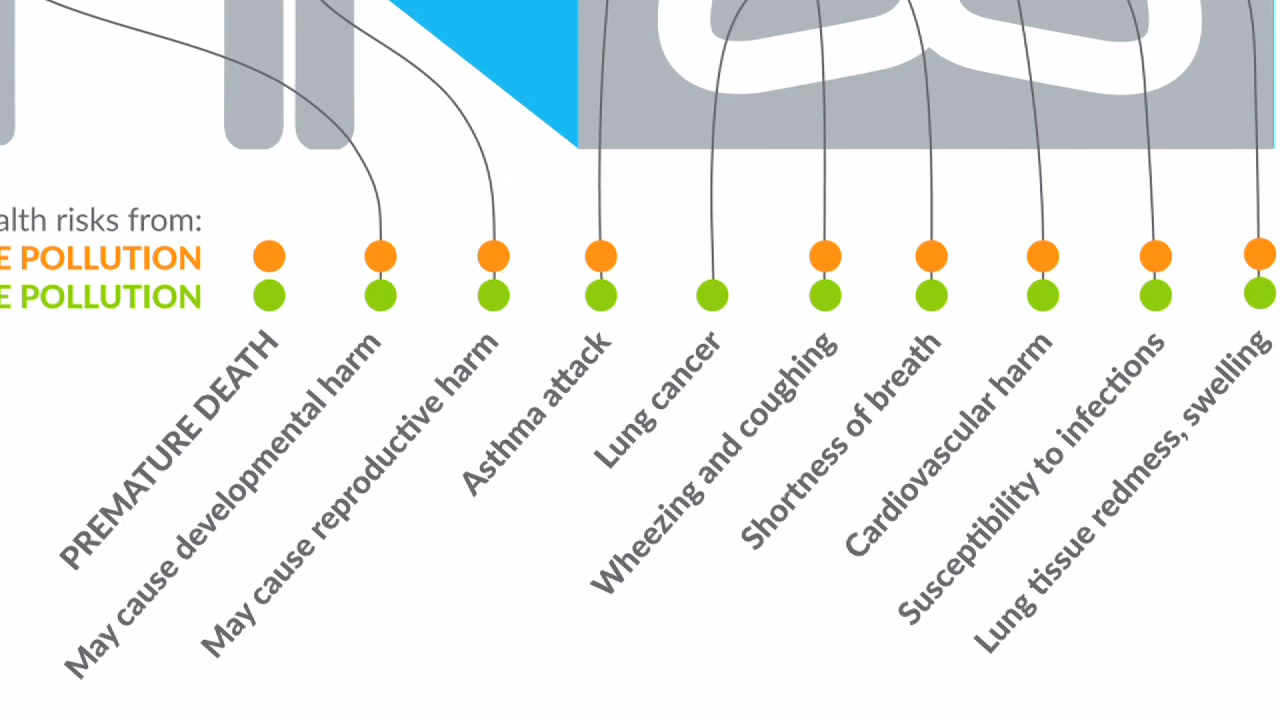 alth risks from:
E POLLUTION
E POLLUTION
PREMATURE DEATH
May cause developmental harm
May cause reproductive harm
Asthma attack
Lung cancer
Wheezing and coughing
Shortness of breath
Cardiovascular harm
Susceptibility to infections
Lung tissue redmess, swelling